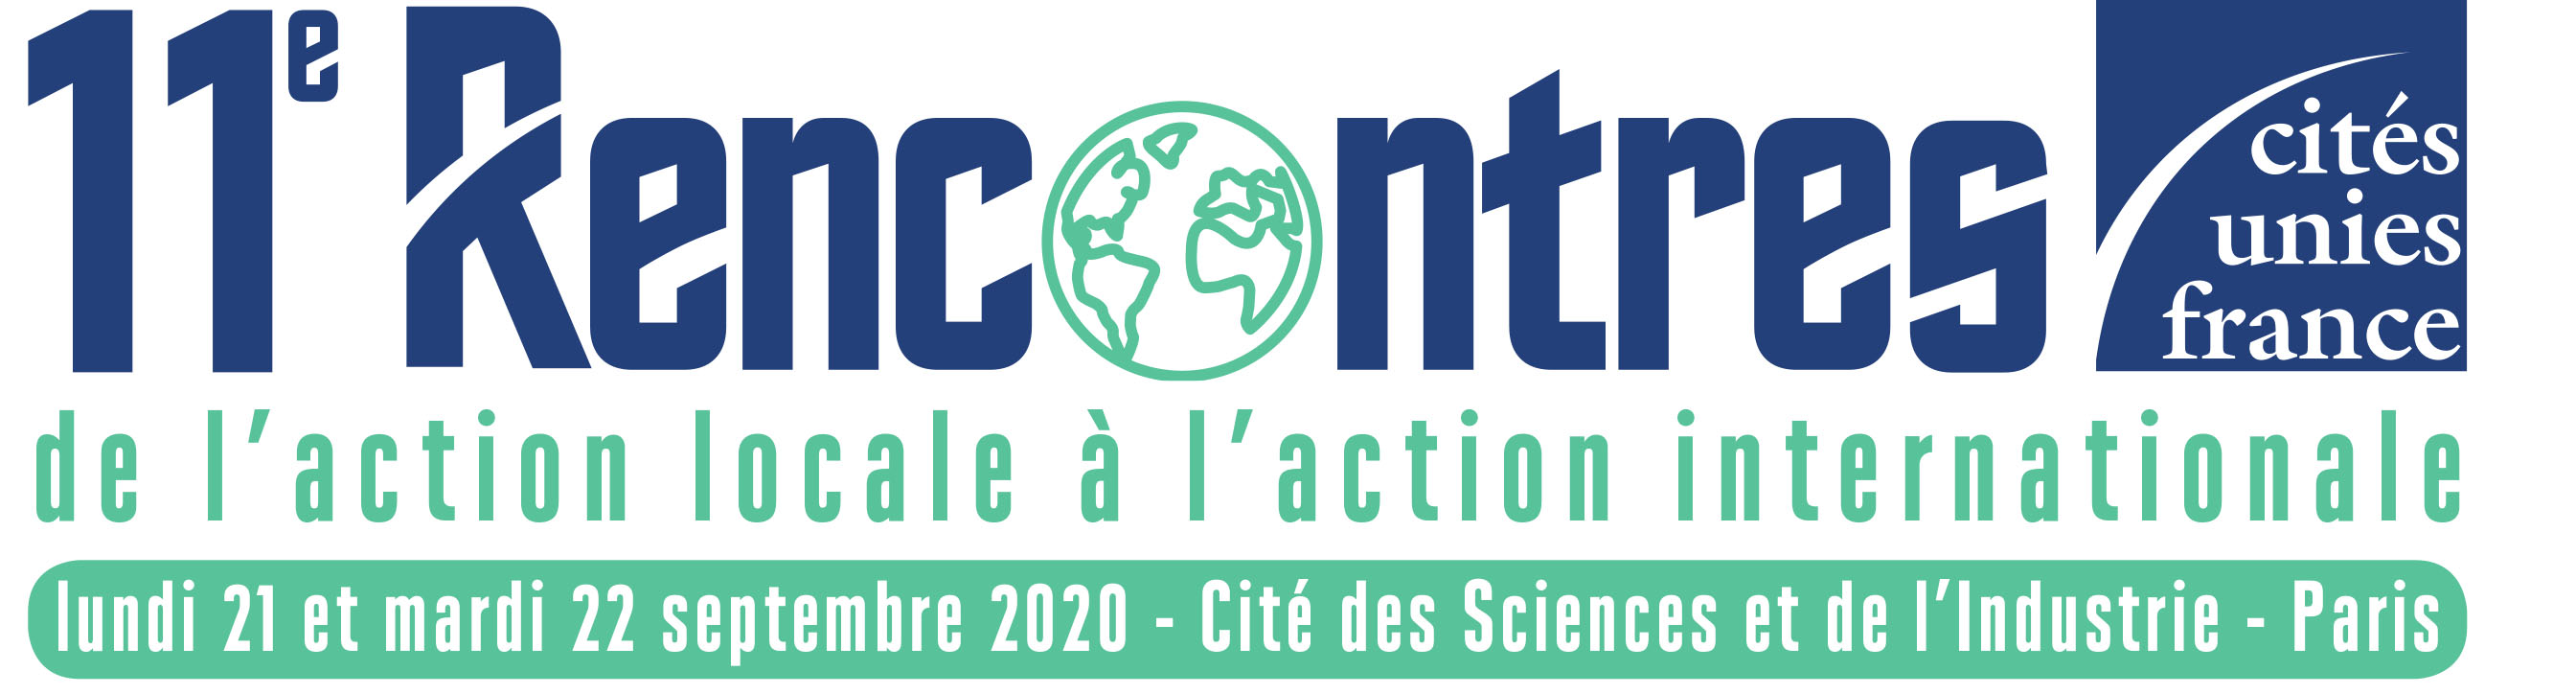 11e Rencontres
cités
unies
france
de l’action locale à l’action internationale
lundi 21 et mardi 22 septembre 2020 - Cité des Sciences et de l’Industrie - Paris